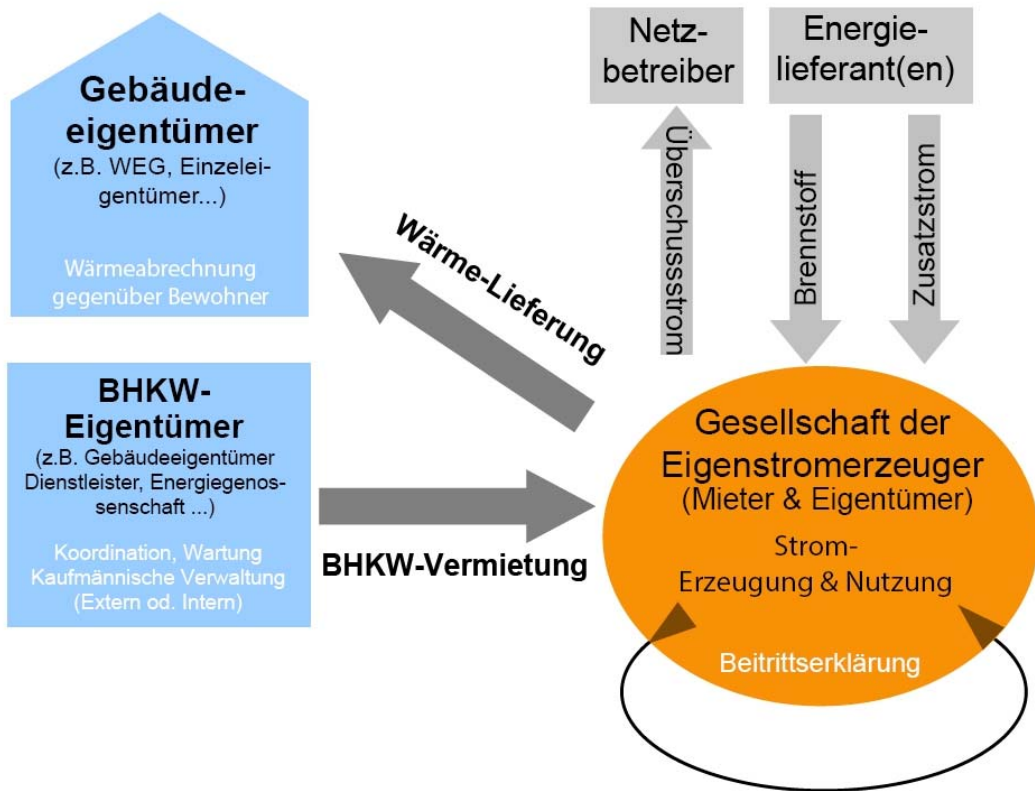 Gebäude-
eigentümer
(z.B. WEG, Einzelei-
gentümer...)
Wärmeabrechnung
gegenüber Bewohner
Netz-
betreiber
Energie-
lieferant(en)
Überschussstrom
Brennstoff
Zusatzstrom
Wärme-Lieferung
BHKW-
Eigentümer
(z.B. Gebäudeeigentümer
Dienstleister, Energiegenos-
senschaft ...)
Koordination, Wartung
Kaufmännische Verwaltung
(Extern od. Intern)
BHKW-Vermietung
Gesellschaft der
Eigenstromerzeuger
(Mieter & Eigentümer)
Strom-
Erzeugung & Nutzung
Beitrittserklärung